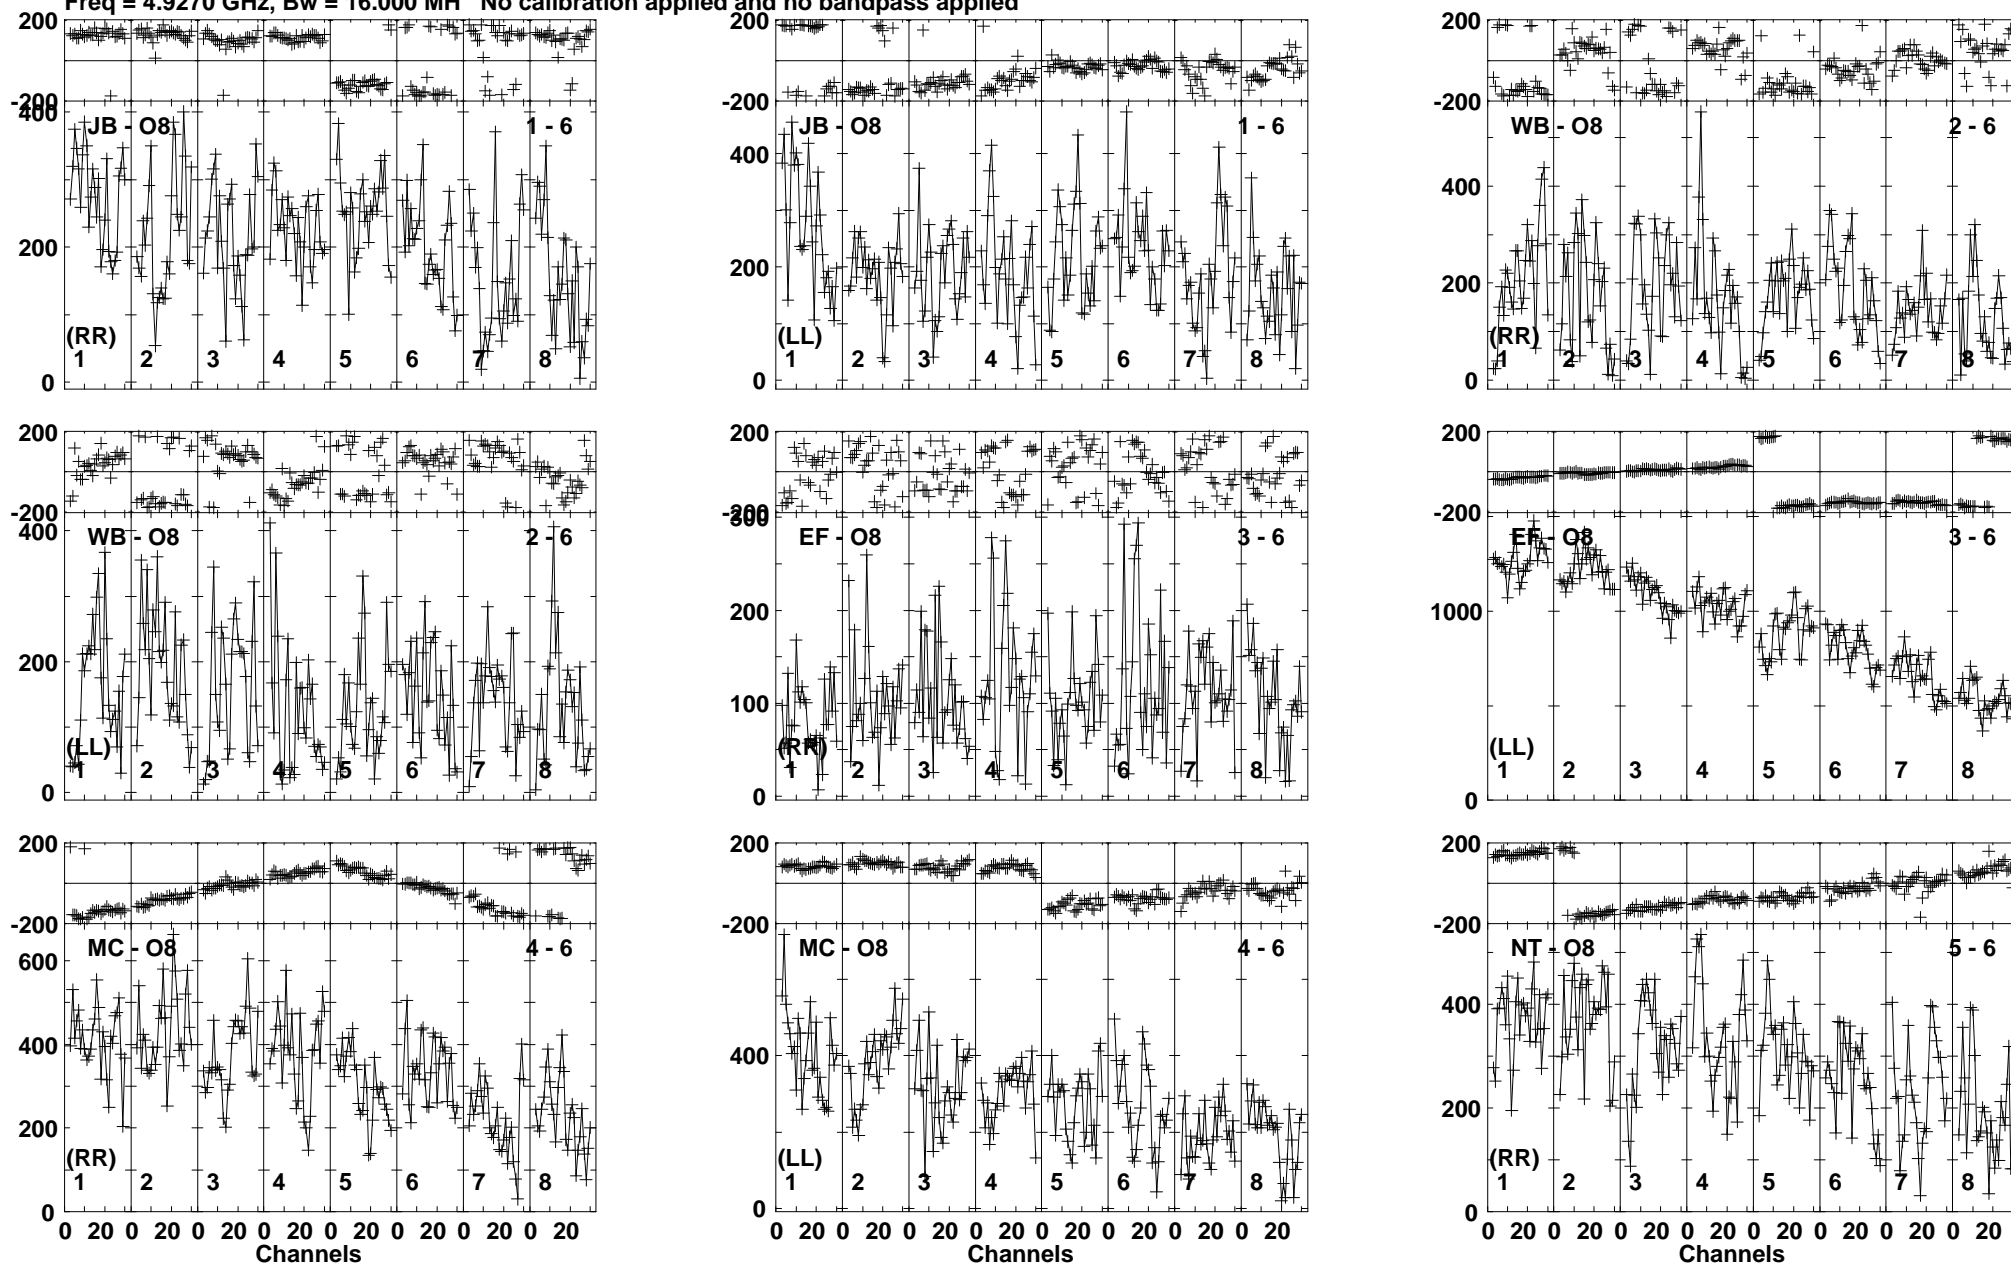 Freq = 4.9270 GHz, Bw = 16.000 MH No calibration applied and no bandpass applied
200 200 200
-200 -200 -200
400 JB - O8 1 - 6 JB - O8 1 - 6 WB - O8 2 - 6
400 400
200 200 200
(RR) (LL) (RR)
1 2 3 4 5 6 7 8 1 2 3 4 5 6 7 8 1 2 3 4 5 6 7 8
0 0 0
200 200 200
-200 -200 -200
400 WB - O8 2 - 6 300 EF - O8 3 - 6 EF - O8 3 - 6
200 200 1000
100
(LL) (RR) (LL)
1 2 3 4 5 6 7 8 1 2 3 4 5 6 7 8 1 2 3 4 5 6 7 8
0 0 0
200 200 200
-200 -200 -200
MC - O8 4 - 6 MC - O8 4 - 6 NT - O8 5 - 6
600
400 400 400
200 200
(RR) (LL) (RR)
1 2 3 4 5 6 7 8 1 2 3 4 5 6 7 8 1 2 3 4 5 6 7 8
0 0 0
0 20 0 20 0 20 0 20 0 20 0 20 0 20 0 20 0 20 0 20 0 20 0 20 0 20 0 20 0 20 0 20 0 20 0 20 0 20 0 20 0 20 0 20 0 20 0 20
Channels Channels Channels